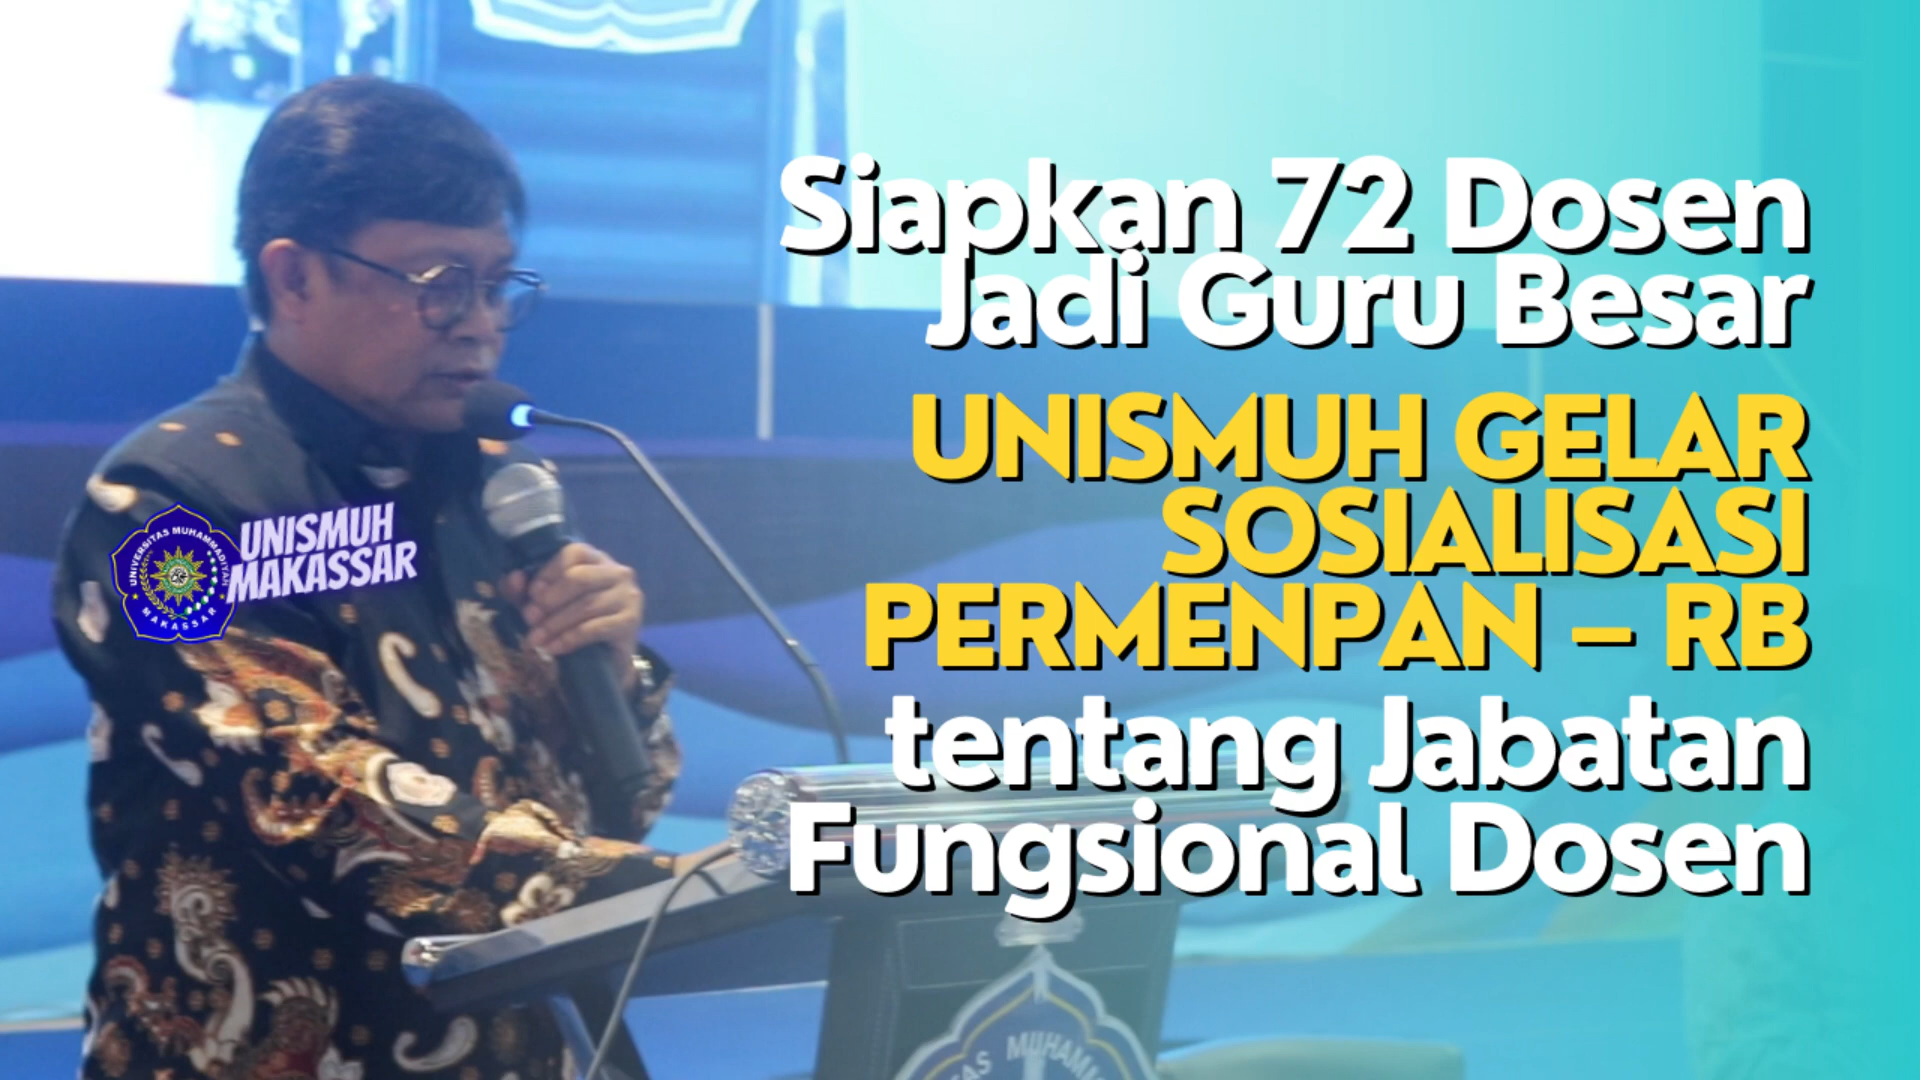 Siapkan 72 Dosen
Jadi Guru Besar
UNISMUH GELAR
SOSIALISASI
PERMENPAN – RB
tentang Jabatan
Fungsional Dosen
UNIVERSITAS MUHAMMADIYAH
MAKASSAR
UNISMUH
MAKASSAR